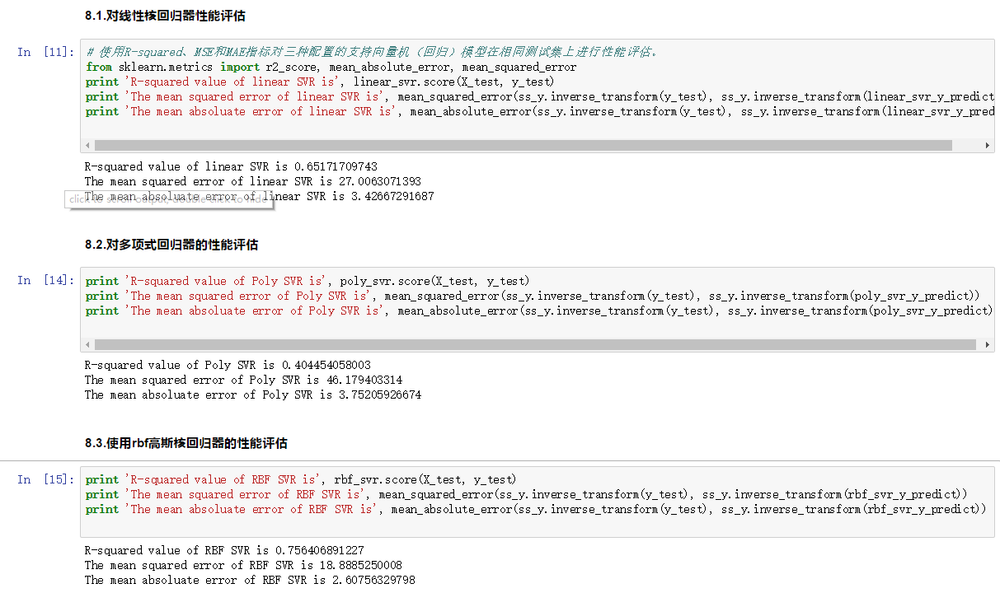 8.1.对线性核回归器性能评估
In [11]: # 使用R-squared、MSE和MAE指标对三种配置的支持向量机（回归）模型在相同测试集上进行性能评估。
from sklearn.metrics import r2_score, mean_absolute_error, mean_squared_error
print 'R-squared value of linear SVR is', linear_svr.score(X_test, y_test)
print 'The mean squared error of linear SVR is', mean_squared_error(ss_y.inverse_transform(y_test), ss_y.inverse_transform(linear_svr_y_predict
print 'The mean absoluate error of linear SVR is', mean_absolute_error(ss_y.inverse_transform(y_test), ss_y.inverse_transform(linear_svr_y_pred
R-squared value of linear SVR is 0.65171709743
The mean squared error of linear SVR is 27.0063071393
The mean absoluate error of linear SVR is 3.42667291687
click to scroll output; double click to hide
8.2.对多项式回归器的性能评估
In [14]: print 'R-squared value of Poly SVR is', poly_svr.score(X_test, y_test)
print 'The mean squared error of Poly SVR is', mean_squared_error(ss_y.inverse_transform(y_test), ss_y.inverse_transform(poly_svr_y_predict))
print 'The mean absoluate error of Poly SVR is', mean_absolute_error(ss_y.inverse_transform(y_test), ss_y.inverse_transform(poly_svr_y_predict)
R-squared value of Poly SVR is 0.404454058003
The mean squared error of Poly SVR is 46.179403314
The mean absoluate error of Poly SVR is 3.75205926674
8.3.使用rbf高斯核回归器的性能评估
In [15]: print 'R-squared value of RBF SVR is', rbf_svr.score(X_test, y_test)
print 'The mean squared error of RBF SVR is', mean_squared_error(ss_y.inverse_transform(y_test), ss_y.inverse_transform(rbf_svr_y_predict))
print 'The mean absoluate error of RBF SVR is', mean_absolute_error(ss_y.inverse_transform(y_test), ss_y.inverse_transform(rbf_svr_y_predict))
R-squared value of RBF SVR is 0.756406891227
The mean squared error of RBF SVR is 18.8885250008
The mean absoluate error of RBF SVR is 2.60756329798